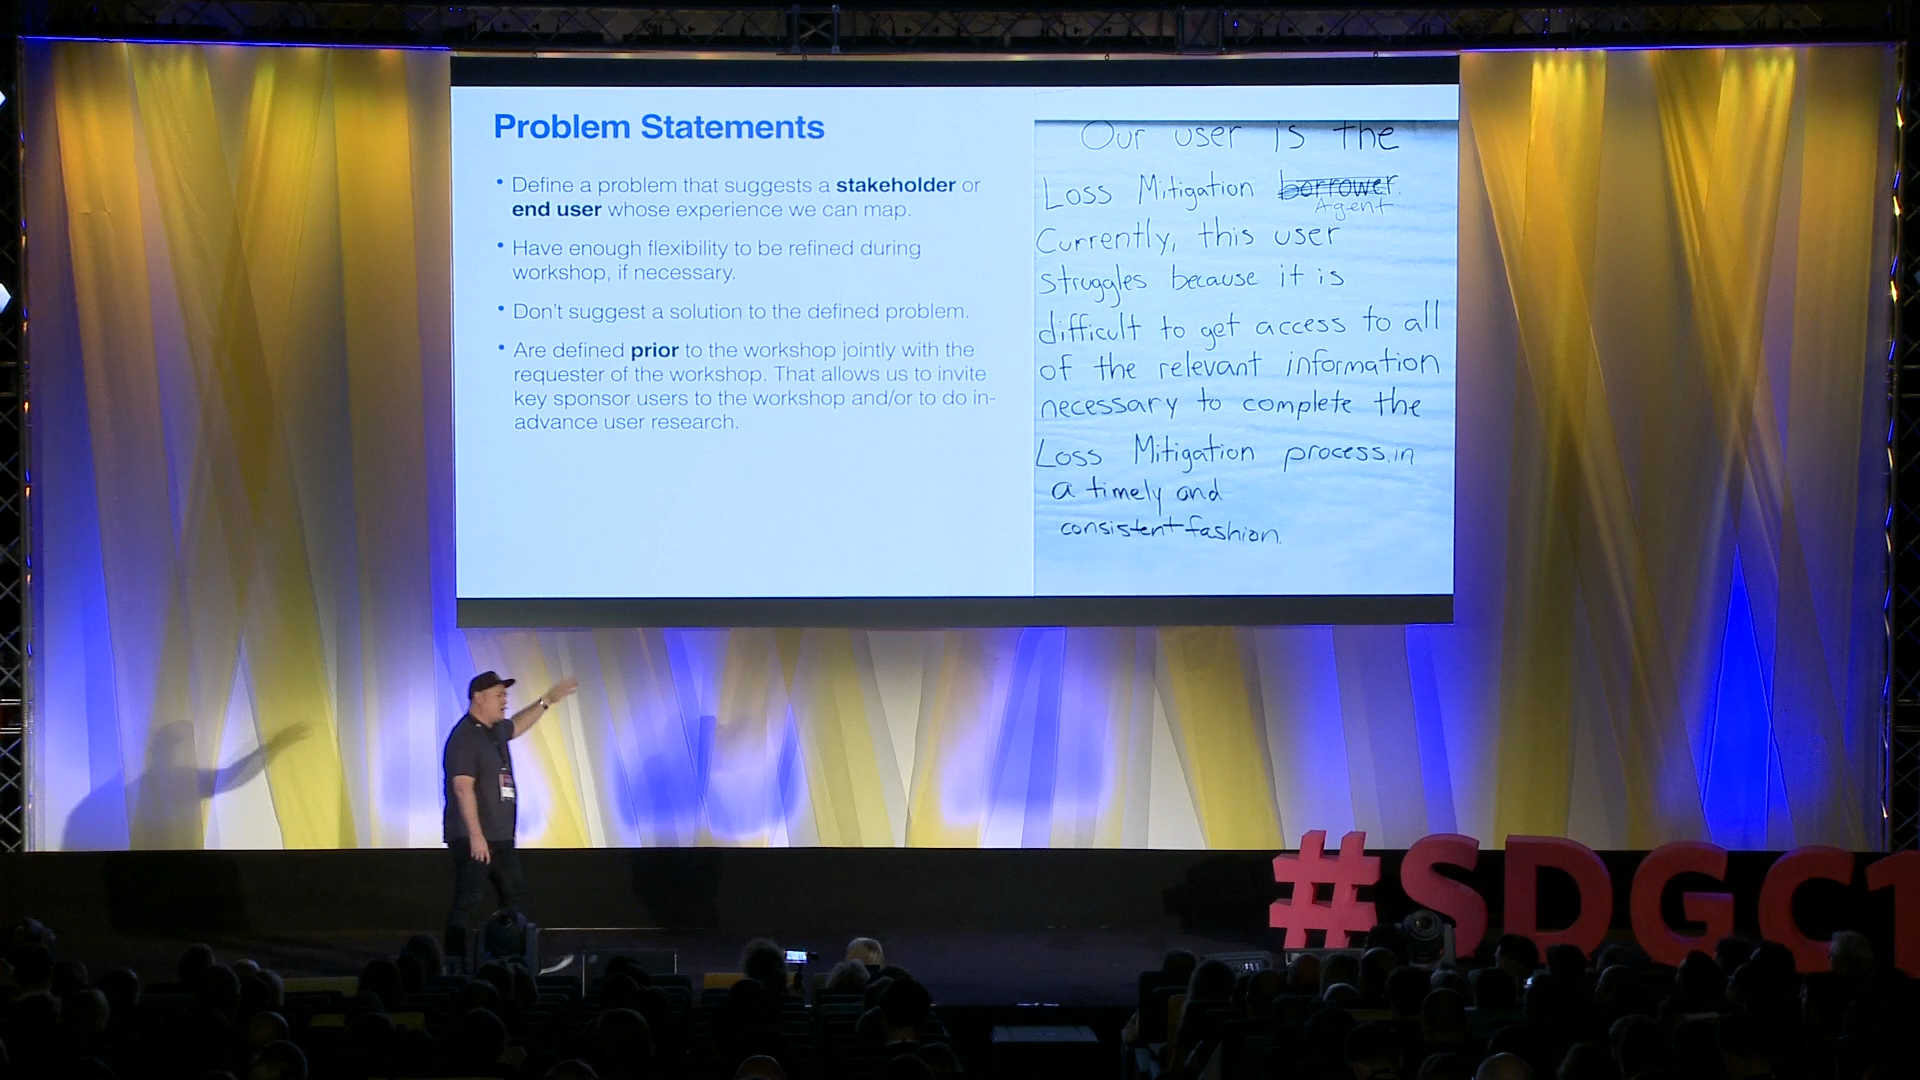 Problem Statements
• Define a problem that suggests a stakeholder or
end user whose experience we can map.
• Have enough flexibility to be refined during
workshop, if necessary.
• Don't suggest a solution to the defined problem.
• Are defined prior to the workshop jointly with the
requester of the workshop. That allows us to invite
key sponsor users to the workshop and/or to do in-
advance user research.
Our user is the
Loss Mitigation borrower.
Agent
Currently, this user
struggles because it is
difficult to get access to all
of the relevant information
necessary to complete the
Loss Mitigation process in
a timely and
consistent fashion.
#SDGC1